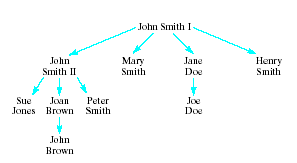 John Smith I
John Mary Jane Henry
Smith II Smith Doe Smith
Sue Joan Peter Joe
Jones Brown Smith Doe
John
Brown